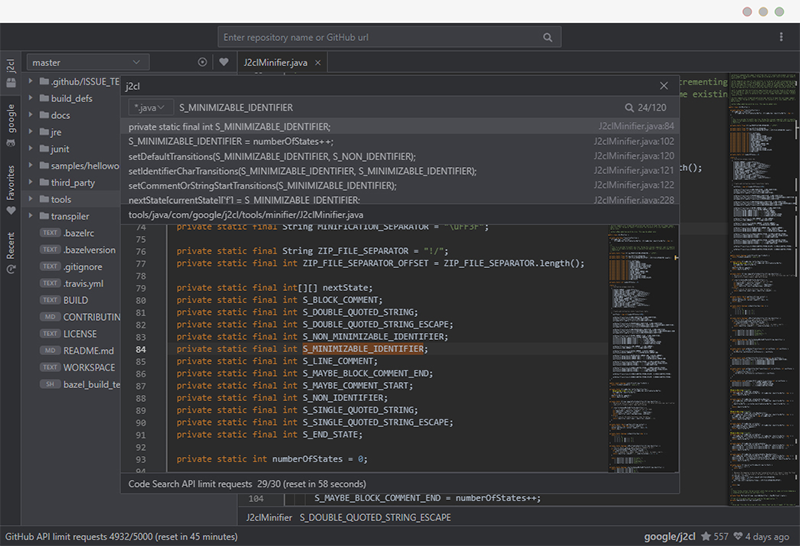 Enter repository name or GitHub url
j2cl
google
Favorites
Recent
master
.github/ISSUE_TE
build_defs
docs
jre
junit
samples/hellowo
third_party
tools
transpiler
TEXT .bazelrc
TEXT .bazelversion
TEXT .gitignore
TEXT .travis.yml
TEXT BUILD
MD CONTRIBUTIN
TEXT LICENSE
MD README.md
TEXT WORKSPACE
SH bazel_build_te
J2clMinifier.java
crementing
me existin
th();
j2cl
*.java
S_MINIMIZABLE_IDENTIFIER
24/120
private static final int S_MINIMIZABLE_IDENTIFIER; J2clMinifier.java:84
S_MINIMIZABLE_IDENTIFIER = numberOfStates++; J2clMinifier.java:102
setDefaultTransitions(S_MINIMIZABLE_IDENTIFIER, S_NON_IDENTIFIER); J2clMinifier.java:120
setIdentifierCharTransitions(S_MINIMIZABLE_IDENTIFIER, S_MINIMIZABLE_IDENTIFIER); J2clMinifier.java:121
setCommentOrStringStartTransitions(S_MINIMIZABLE_IDENTIFIER); J2clMinifier.java:122
nextState[currentState]['f'] = S_MINIMIZABLE_IDENTIFIER; J2clMinifier.java:228
tools/java/com/google/j2cl/tools/minifier/J2clMinifier.java
74 private static final String MINIFICATION_SEPARATOR = "\uFF3F";
75
76 private static final String ZIP_FILE_SEPARATOR = "!/";
77 private static final int ZIP_FILE_SEPARATOR_OFFSET = ZIP_FILE_SEPARATOR.length();
78
79 private static final int[][] nextState;
80 private static final int S_BLOCK_COMMENT;
81 private static final int S_DOUBLE_QUOTED_STRING;
82 private static final int S_DOUBLE_QUOTED_STRING_ESCAPE;
83 private static final int S_NON_MINIMIZABLE_IDENTIFIER;
84 private static final int S_MINIMIZABLE_IDENTIFIER;
85 private static final int S_LINE_COMMENT;
86 private static final int S_MAYBE_BLOCK_COMMENT_END;
87 private static final int S_MAYBE_COMMENT_START;
88 private static final int S_NON_IDENTIFIER;
89 private static final int S_SINGLE_QUOTED_STRING;
90 private static final int S_SINGLE_QUOTED_STRING_ESCAPE;
91 private static final int S_END_STATE;
92
93 private static int numberOfStates = 0;
94
Code Search API limit requests 29/30 (reset in 58 seconds)
104 S_MAYBE_BLOCK_COMMENT_END = numberOfStates++;
J2clMinifier S_DOUBLE_QUOTED_STRING_ESCAPE
GitHub API limit requests 4932/5000 (reset in 45 minutes)
google/j2cl 557 4 days ago